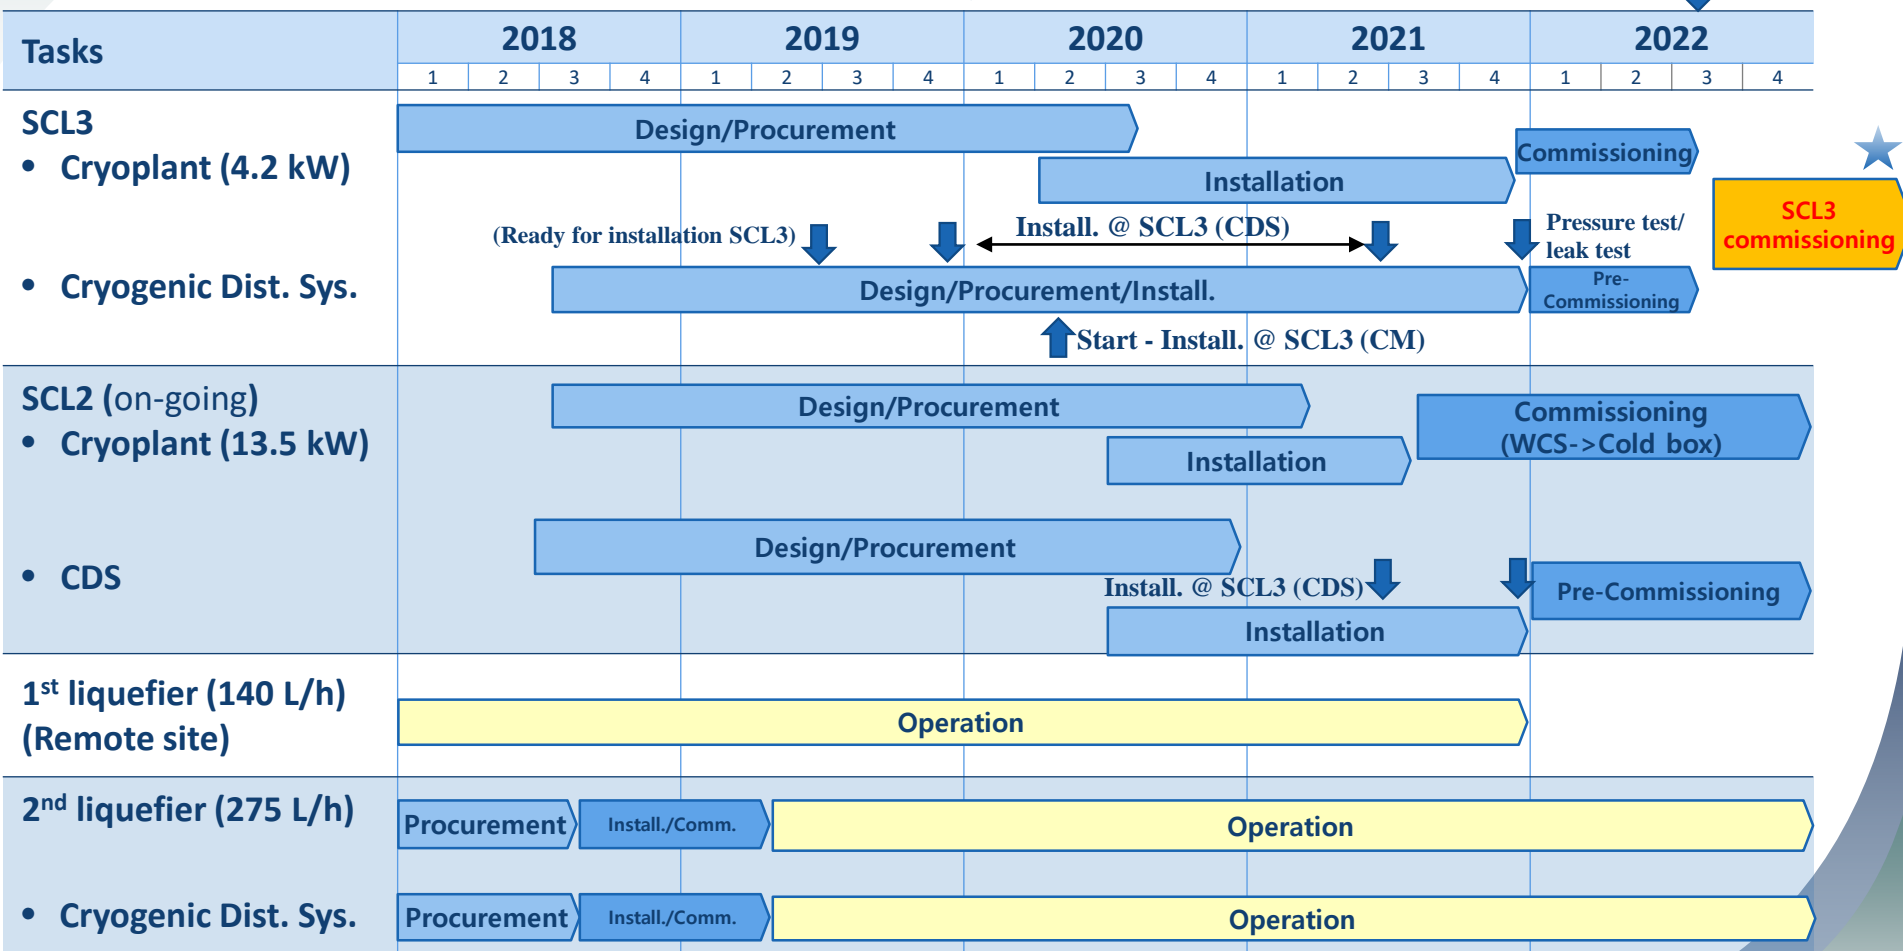 Tasks
2018 2019 2020 2021 2022
1 2 3 4 1 2 3 4 1 2 3 4 1 2 3 4 1 2 3 4
SCL3
Design/Procurement
• Cryoplant (4.2 kW)
Commissioning
Installation
SCL3
commissioning
(Ready for installation SCL3)
Install. @ SCL3 (CDS)
Pressure test/
leak test
• Cryogenic Dist. Sys.
Design/Procurement/Install.
Pre-
Commissioning
Start - Install. @ SCL3 (CM)
SCL2 (on-going)
Design/Procurement
• Cryoplant (13.5 kW)
Commissioning
(WCS->Cold box)
Installation
Design/Procurement
• CDS
Install. @ SCL3 (CDS)
Pre-Commissioning
Installation
1st liquefier (140 L/h)
(Remote site)
Operation
2nd liquefier (275 L/h)
Procurement
Install./Comm.
Operation
• Cryogenic Dist. Sys.
Procurement
Install./Comm.
Operation